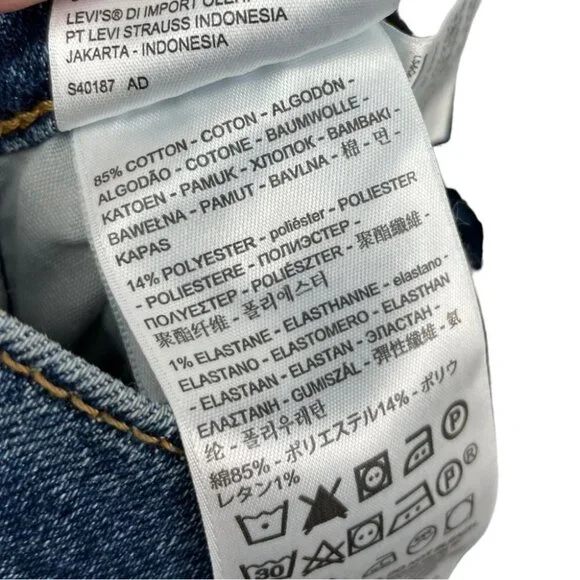 LEVI'S® DI IMPORT OLEH
PT LEVI STRAUSS INDONESIA
JAKARTA - INDONESIA
S40187 AD
85% COTTON - COTON - ALGODÓN -
ALGODÃO - COTONE - BAUMWOLLE -
KATOEN - PAMUK - ХЛОПОК - BAMBAKI -
BAWEŁNA - PAMUT - BAVLNA - 棉 - 면 -
KAPAS
14% POLYESTER - poliéster - POLIESTER
- POLIESTERE - ПОЛИЭСТЕР -
ΠΟΛΥΕΣΤΕΡ - POLIÉSZTER - 聚酯纖維 -
聚酯纤维 - 폴리에스터
1% ELASTANE - ELASTHANNE - elastano -
ELASTANO - ELASTOMERO - ELASTHAN
- ELASTAAN - ELASTAN - ЭЛАСТАН -
ΕΛΑΣΤΑΝΗ - GUMISZÁL - 彈性纖維 - 氨
纶 - 폴리우레탄
綿85% - ポリエステル14% - ポリウ
レタン1%
P
30
P